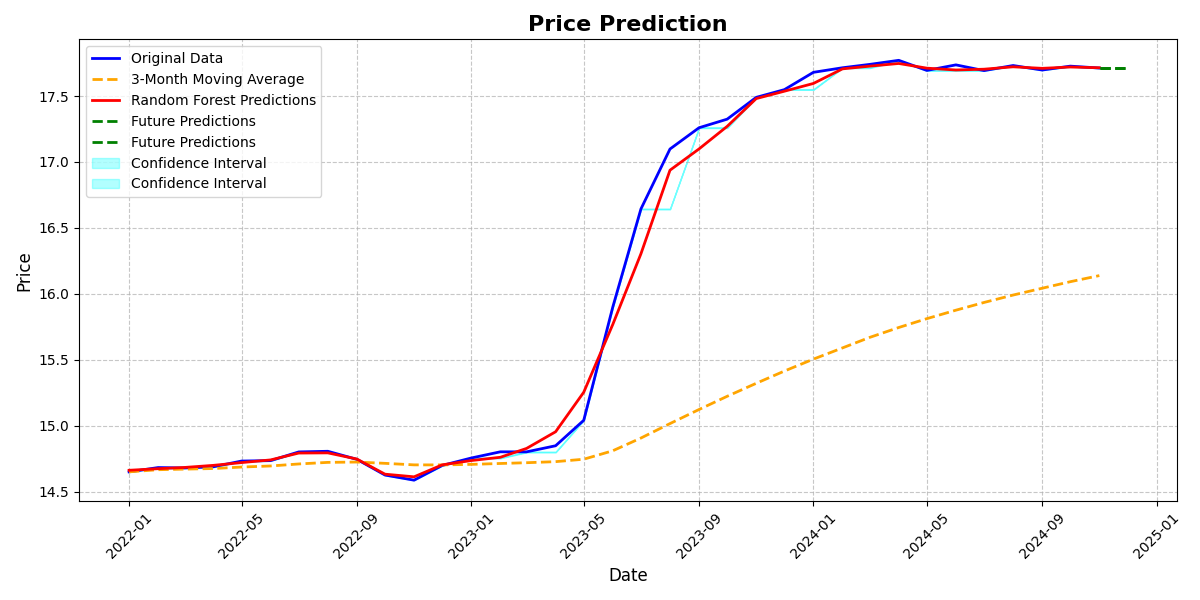 Price Prediction
Original Data
3-Month Moving Average
Random Forest Predictions
Future Predictions
Future Predictions
Confidence Interval
Confidence Interval
Price
17.5
17.0
16.5
16.0
15.5
15.0
14.5
2022-01
2022-05
2022-09
2023-01
2023-05
2023-09
2024-01
2024-05
2024-09
2025-01
Date